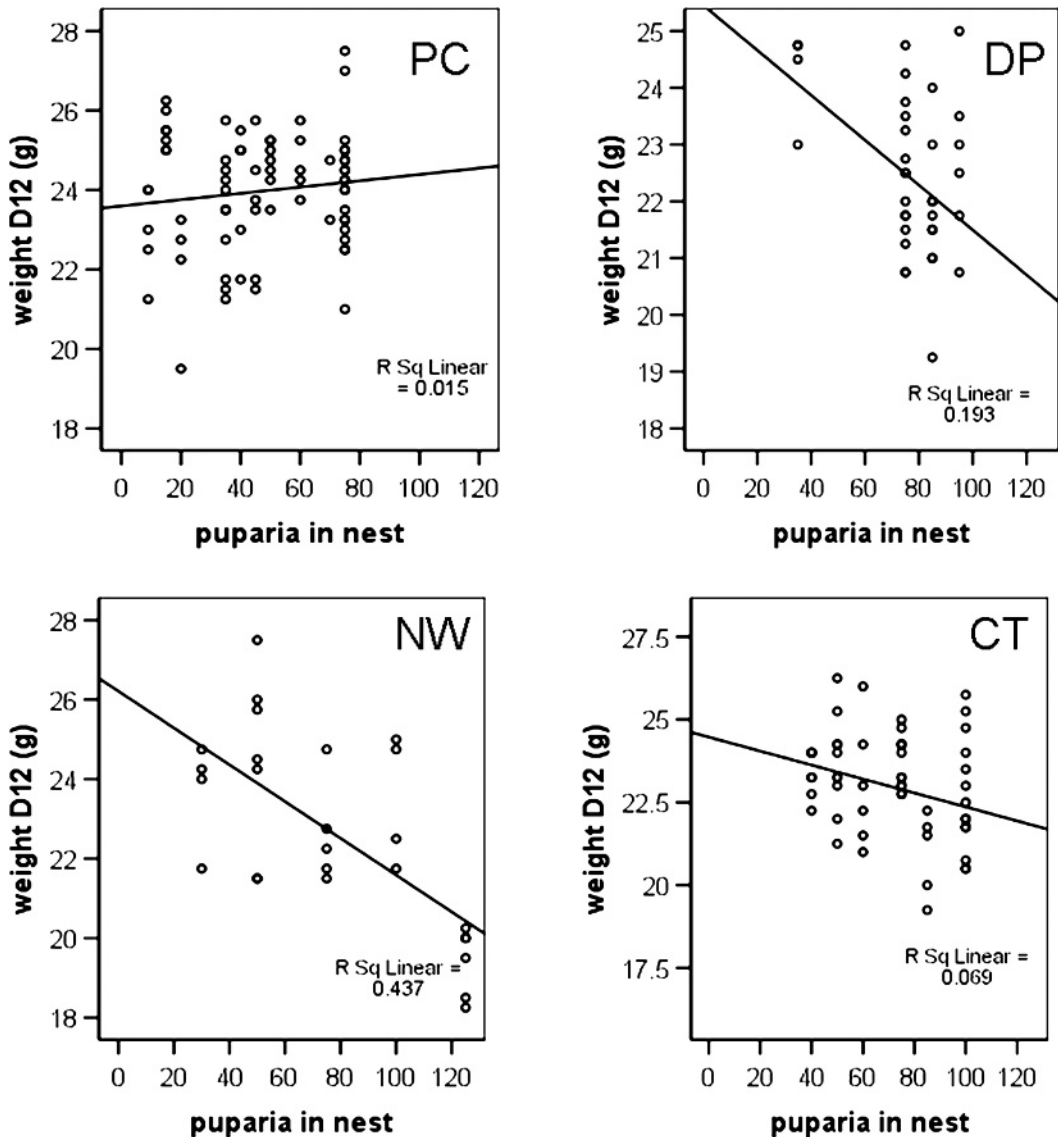 PC
weight D12 (g)
28
26
24
22
20
18
R Sq Linear
= 0.015
0 20 40 60 80 100 120
puparia in nest
DP
weight D12 (g)
25
24
23
22
21
20
19
18
R Sq Linear =
0.193
0 20 40 60 80 100 120
puparia in nest
NW
weight D12 (g)
28
26
24
22
20
18
R Sq Linear =
0.437
0 20 40 60 80 100 120
puparia in nest
CT
weight D12 (g)
27.5
25
22.5
20
17.5
R Sq Linear =
0.069
0 20 40 60 80 100 120
puparia in nest